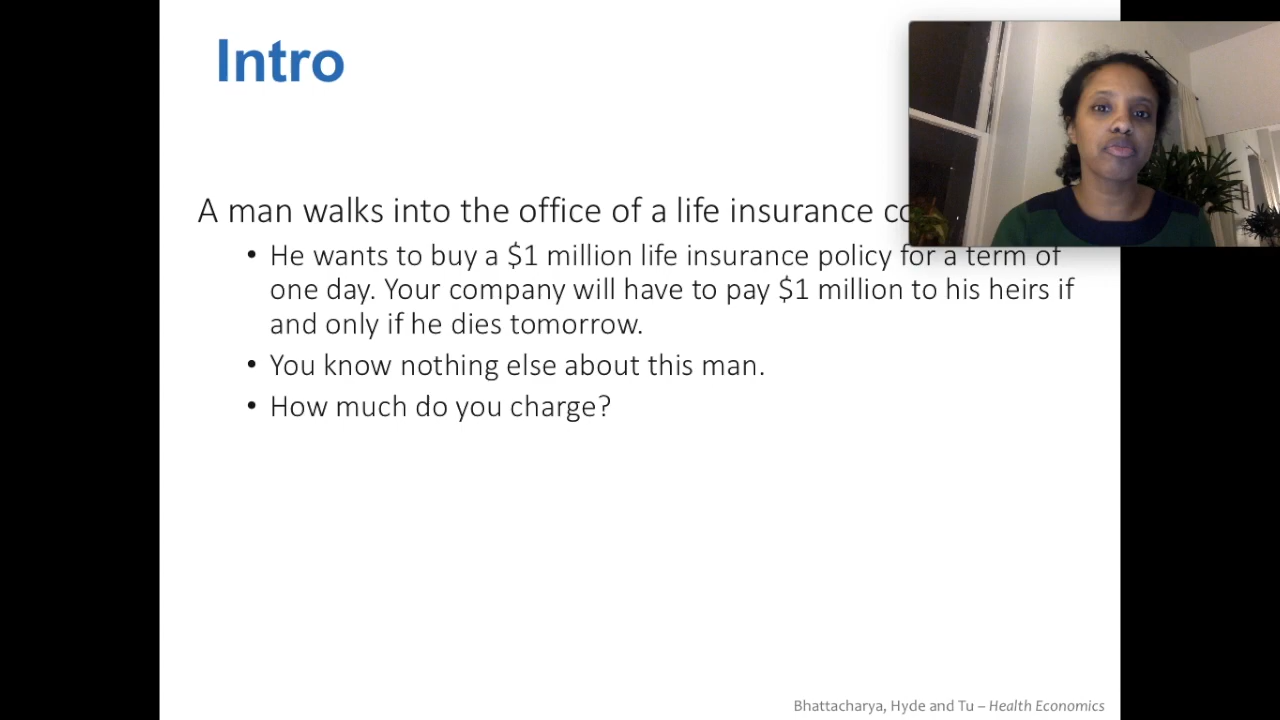 Intro
A man walks into the office of a life insurance
• He wants to buy a $1 million life insurance policy for a term of
one day. Your company will have to pay $1 million to his heirs if
and only if he dies tomorrow.
• You know nothing else about this man.
• How much do you charge?
Bhattacharya, Hyde and Tu – Health Economics